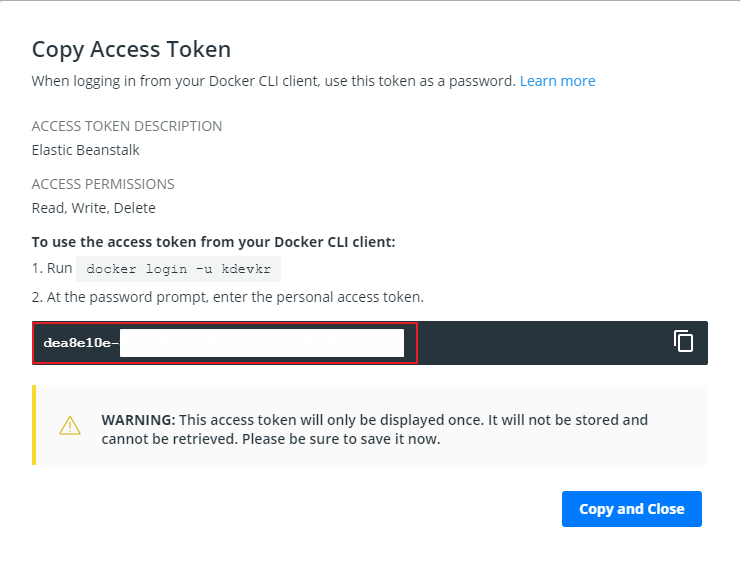 Copy Access Token
When logging in from your Docker CLI client, use this token as a password. Learn more
ACCESS TOKEN DESCRIPTION
Elastic Beanstalk
ACCESS PERMISSIONS
Read, Write, Delete
To use the access token from your Docker CLI client:
1. Run docker login -u kdevkr
2. At the password prompt, enter the personal access token.
dea8e10e-
WARNING: This access token will only be displayed once. It will not be stored and
cannot be retrieved. Please be sure to save it now.
Copy and Close